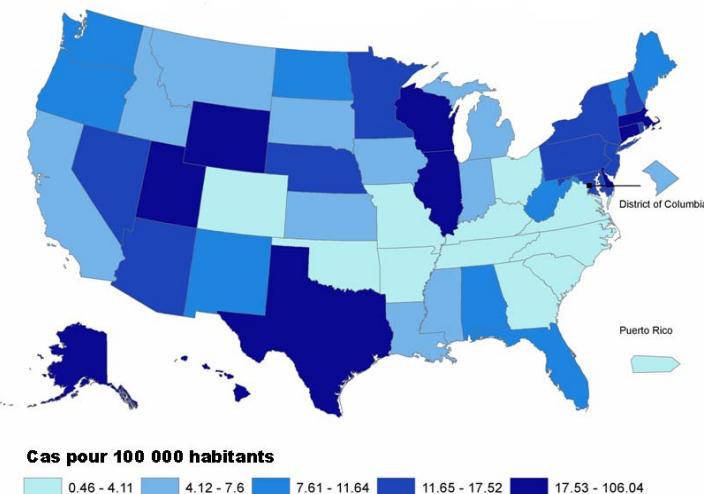 District of Columbia
Puerto Rico
Cas pour 100 000 habitants
0.46 - 4.11 4.12 - 7.6 7.61 - 11.64 11.65 - 17.52 17.53 - 106.04